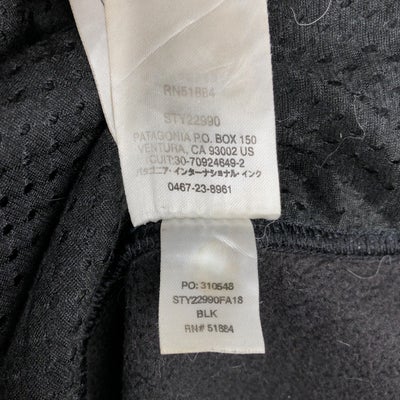 RN51884
STY22990
PATAGONIA P.O. BOX 150
VENTURA, CA 93002 US
CUIT:30-70924649-2
パタゴニア・インターナショナル・インク
0467-23-8961
PO: 310548
STY22990FA18
BLK
RN# 51884